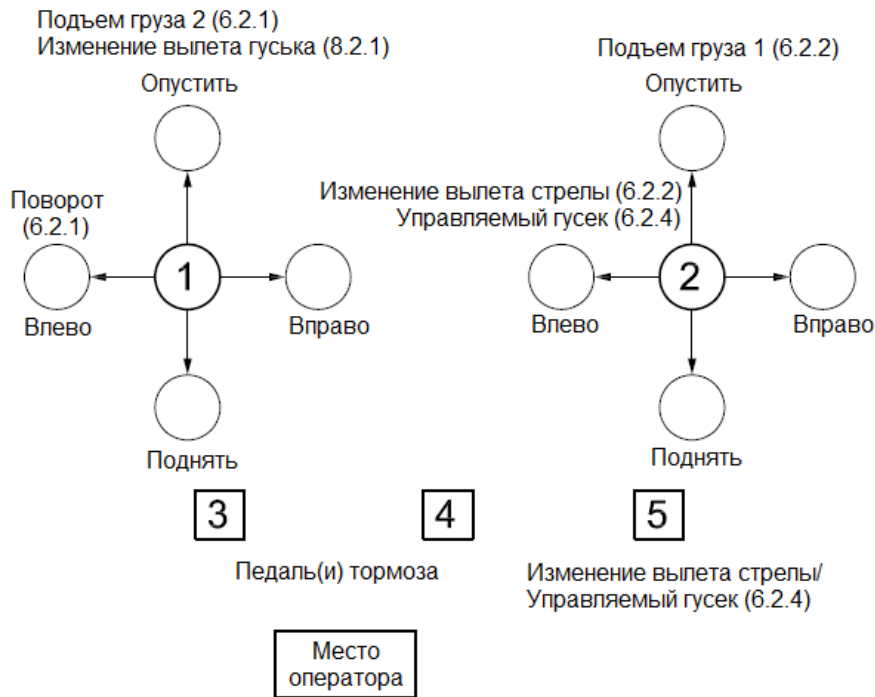 Подъем груза 2 (6.2.1)
Изменение вылета гуська (8.2.1)
Опустить
Поворот
(6.2.1)
1
Влево
Вправо
Поднять
Подъем груза 1 (6.2.2)
Опустить
Изменение вылета стрелы (6.2.2)
Управляемый гусек (6.2.4)
2
Влево
Вправо
Поднять
3
4
5
Педаль(и) тормоза
Изменение вылета стрелы/
Управляемый гусек (6.2.4)
Место
оператора